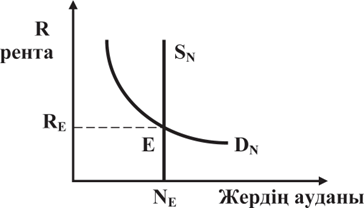 R
рента
S_N
R_E
E
D_N
N_E
Жердің ауданы